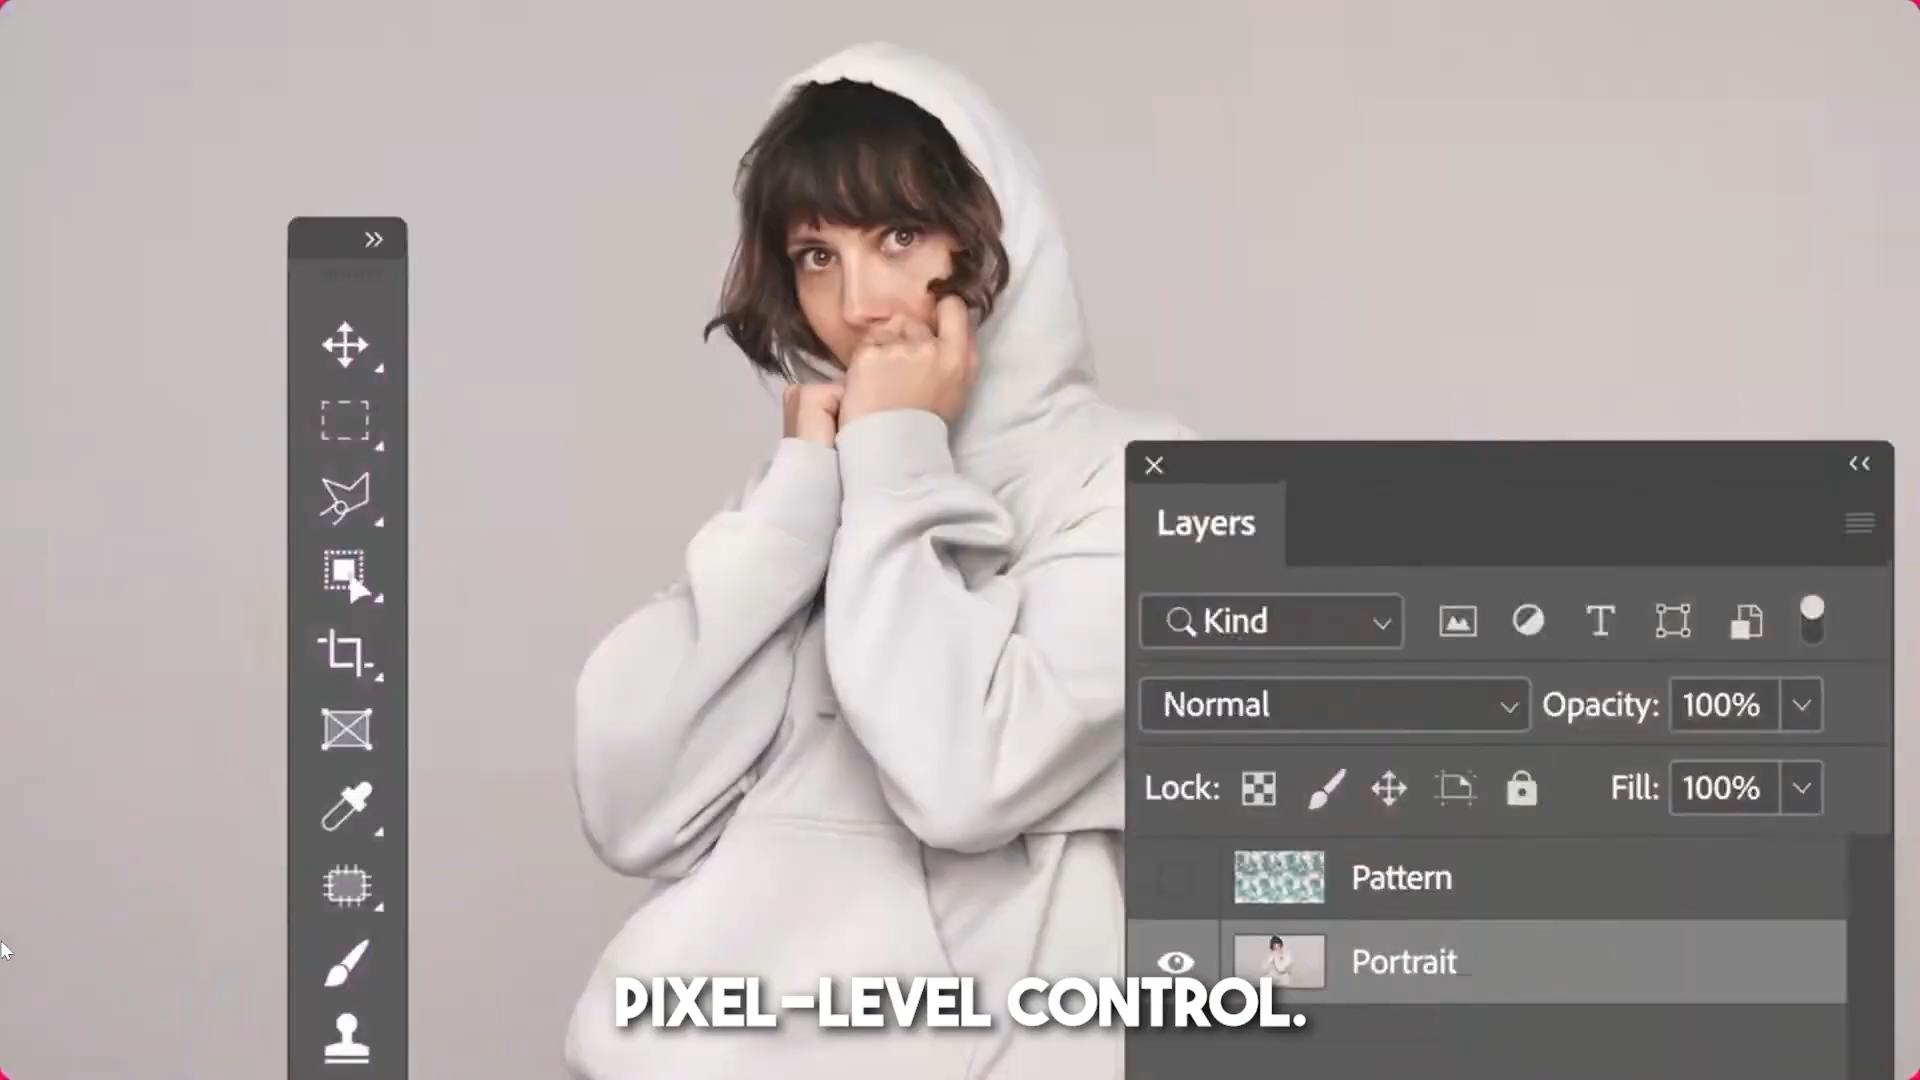 Layers
Kind
Normal
Opacity: 100%
Lock:
Fill: 100%
Pattern
Portrait
PIXEL-LEVEL CONTROL.